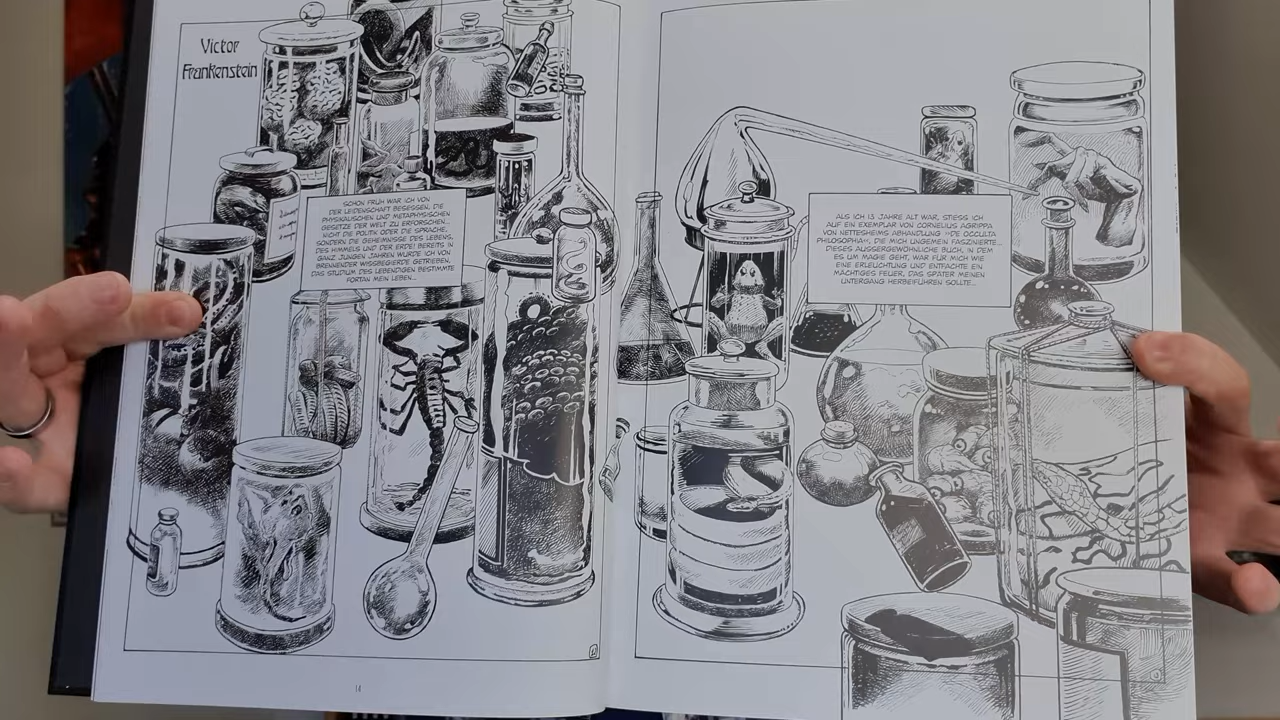 Victor
Frankenstein
SCHON FRÜH WAR ICH VON
DER LEIDENSCHAFT BESESSEN, DIE
PHYSIKALISCHEN UND METAPHYSISCHEN
GESETZE DER WELT ZU ERFORSCHEN...
NICHT DIE POLITIK ODER DIE SPRACHE,
SONDERN DIE GEHEIMNISSE DES LEBENS,
DES HIMMELS UND DER ERDE! BEREITS IN
GANZ JUNGEN JAHREN WURDE ICH VON
BRENNENDER WISSBEGIERDE GETRIEBEN.
DAS STUDIUM DES LEBENDIGEN BESTIMMTE
FORTAN MEIN LEBEN...
ALS ICH 13 JAHRE ALT WAR, STIESS ICH
AUF EIN EXEMPLAR VON CORNELIUS AGRIPPA
VON NETTESHEIMS ABHANDLUNG »DE OCCULTA
PHILOSOPHIA«, DIE MICH UNGEMEIN FASZINIERTE...
DIESES AUSSERGEWÖHNLICHE BUCH, IN DEM
ES UM MAGIE GEHT, WAR FÜR MICH WIE
EINE ERLEUCHTUNG UND ENTFACHTE EIN
MÄCHTIGES FEUER, DAS SPÄTER MEINEN
UNTERGANG HERBEIFÜHREN SOLLTE...
14